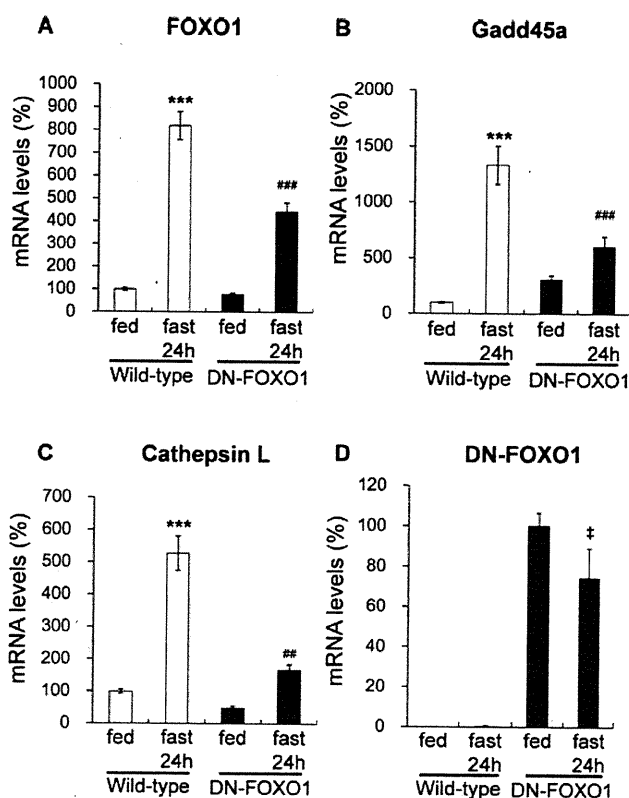 A FOXO1
mRNA levels (%)
1000
900
800
700
600
500
400
300
200
100
0
***
###
fed fast fed fast
24h 24h
Wild-type DN-FOXO1
B Gadd45a
mRNA levels (%)
2000
1500
1000
500
0
***
###
fed fast fed fast
24h 24h
Wild-type DN-FOXO1
C Cathepsin L
mRNA levels (%)
700
600
500
400
300
200
100
0
***
##
fed fast fed fast
24h 24h
Wild-type DN-FOXO1
D DN-FOXO1
mRNA levels (%)
120
100
80
60
40
20
0
‡
fed fast fed fast
24h 24h
Wild-type DN-FOXO1